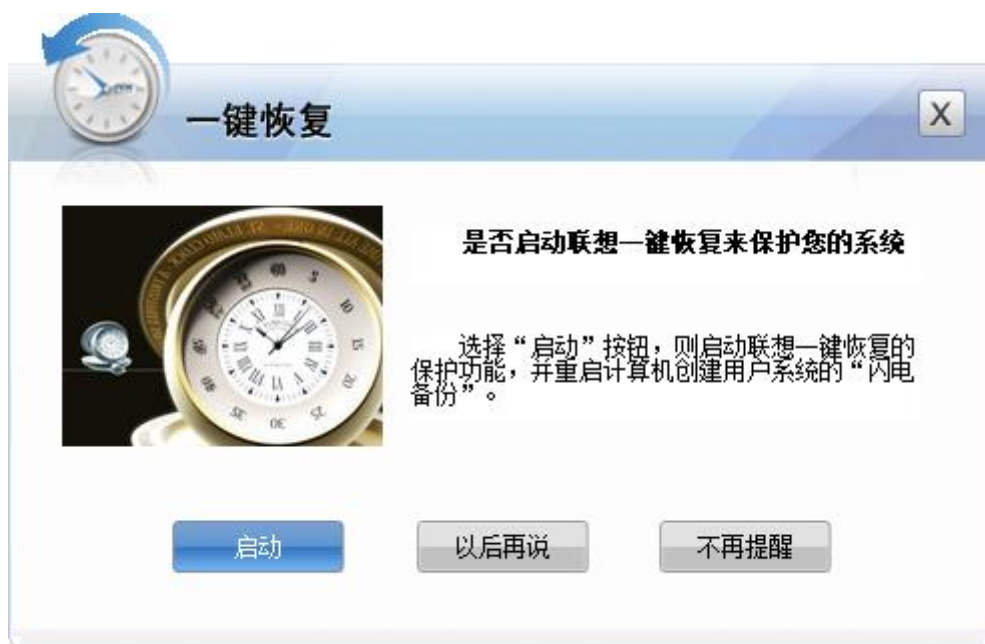 一键恢复
X
是否启动联想一键恢复来保护您的系统
选择“启动”按钮，则启动联想一键恢复的
保护功能，并重启计算机创建用户系统的“闪电
备份”。
启动
以后再说
不再提醒